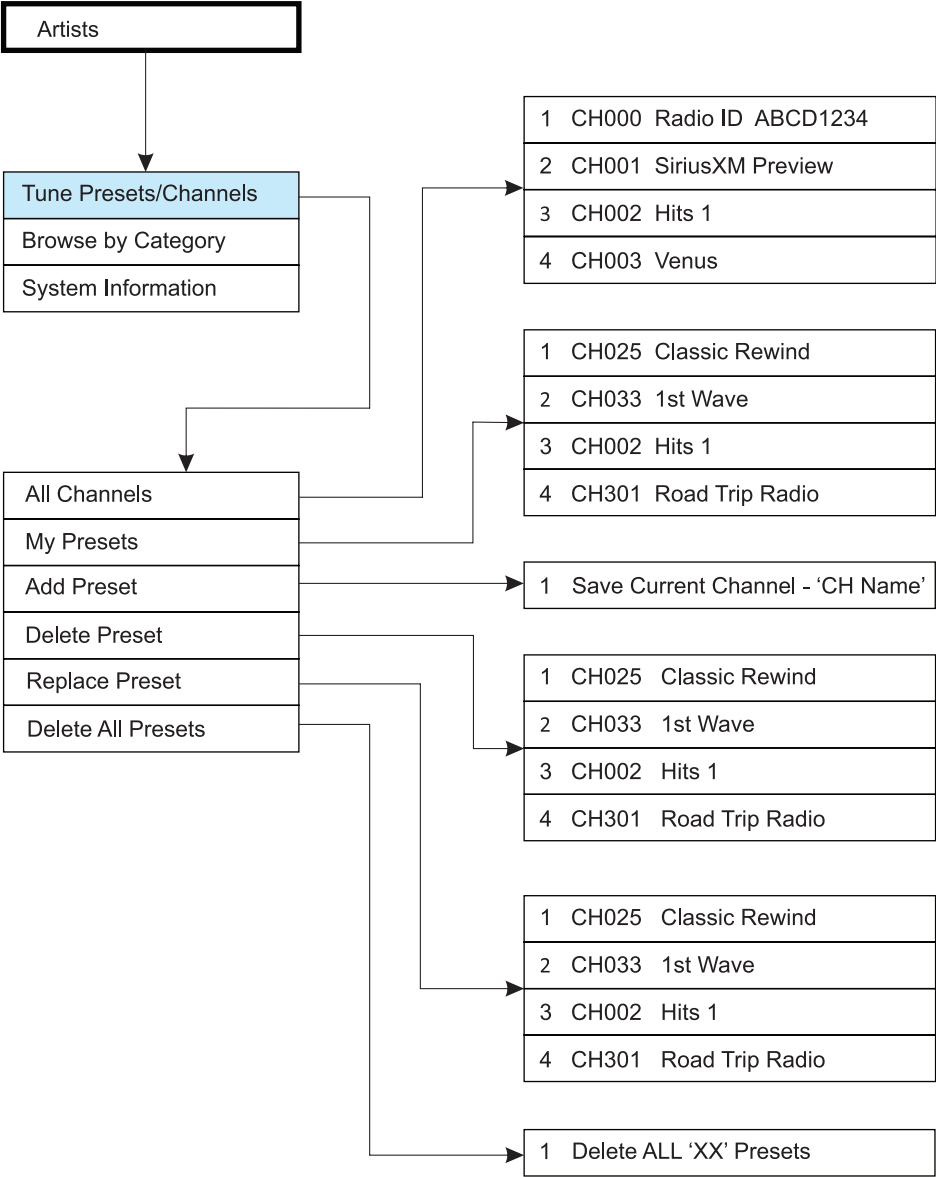 Artists
Tune Presets/Channels
Browse by Category
System Information
All Channels
My Presets
Add Preset
Delete Preset
Replace Preset
Delete All Presets
1 CH000 Radio ID ABCD1234
2 CH001 SiriusXM Preview
3 CH002 Hits 1
4 CH003 Venus
1 CH025 Classic Rewind
2 CH033 1st Wave
3 CH002 Hits 1
4 CH301 Road Trip Radio
1 Save Current Channel - ‘CH Name’
1 CH025 Classic Rewind
2 CH033 1st Wave
3 CH002 Hits 1
4 CH301 Road Trip Radio
1 CH025 Classic Rewind
2 CH033 1st Wave
3 CH002 Hits 1
4 CH301 Road Trip Radio
1 Delete ALL ‘XX’ Presets